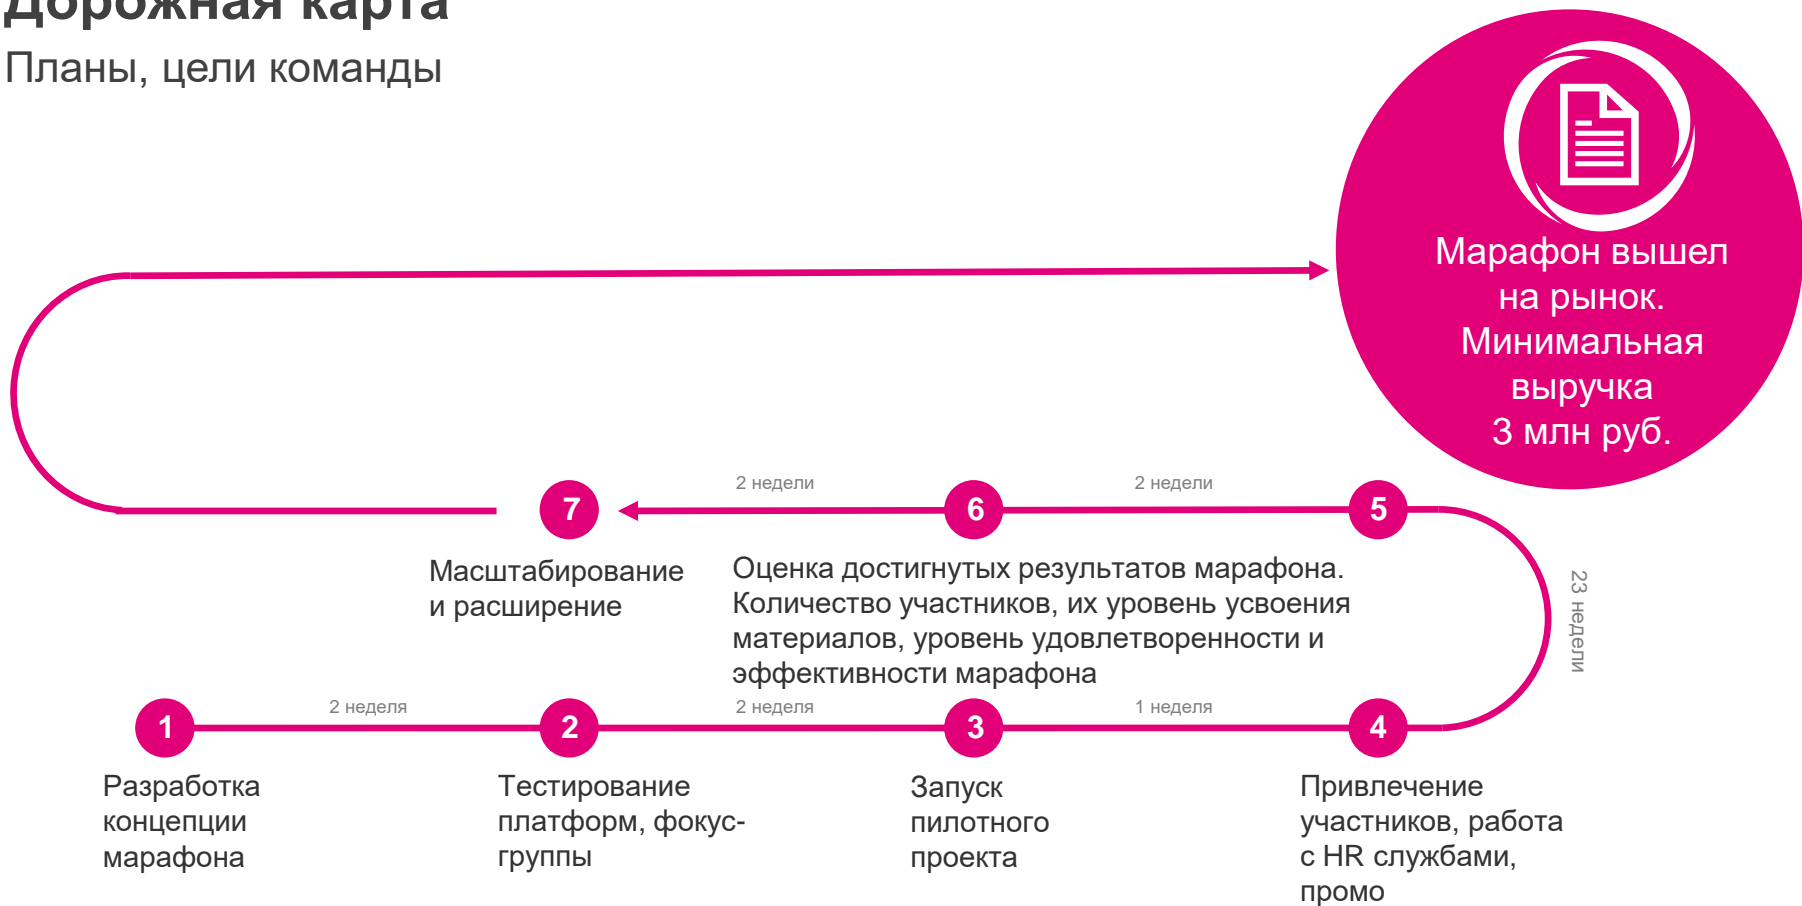 Дорожная карта
Планы, цели команды
Марафон вышел
на рынок.
Минимальная
выручка
3 млн руб.
2 недели
2 недели
7
6
5
Масштабирование
и расширение
Оценка достигнутых результатов марафона.
Количество участников, их уровень усвоения
материалов, уровень удовлетворенности и
эффективности марафона
23 недели
2 неделя
2 неделя
1 неделя
1
2
3
4
Разработка
концепции
марафона
Тестирование
платформ, фокус-
группы
Запуск
пилотного
проекта
Привлечение
участников, работа
с HR службами,
промо